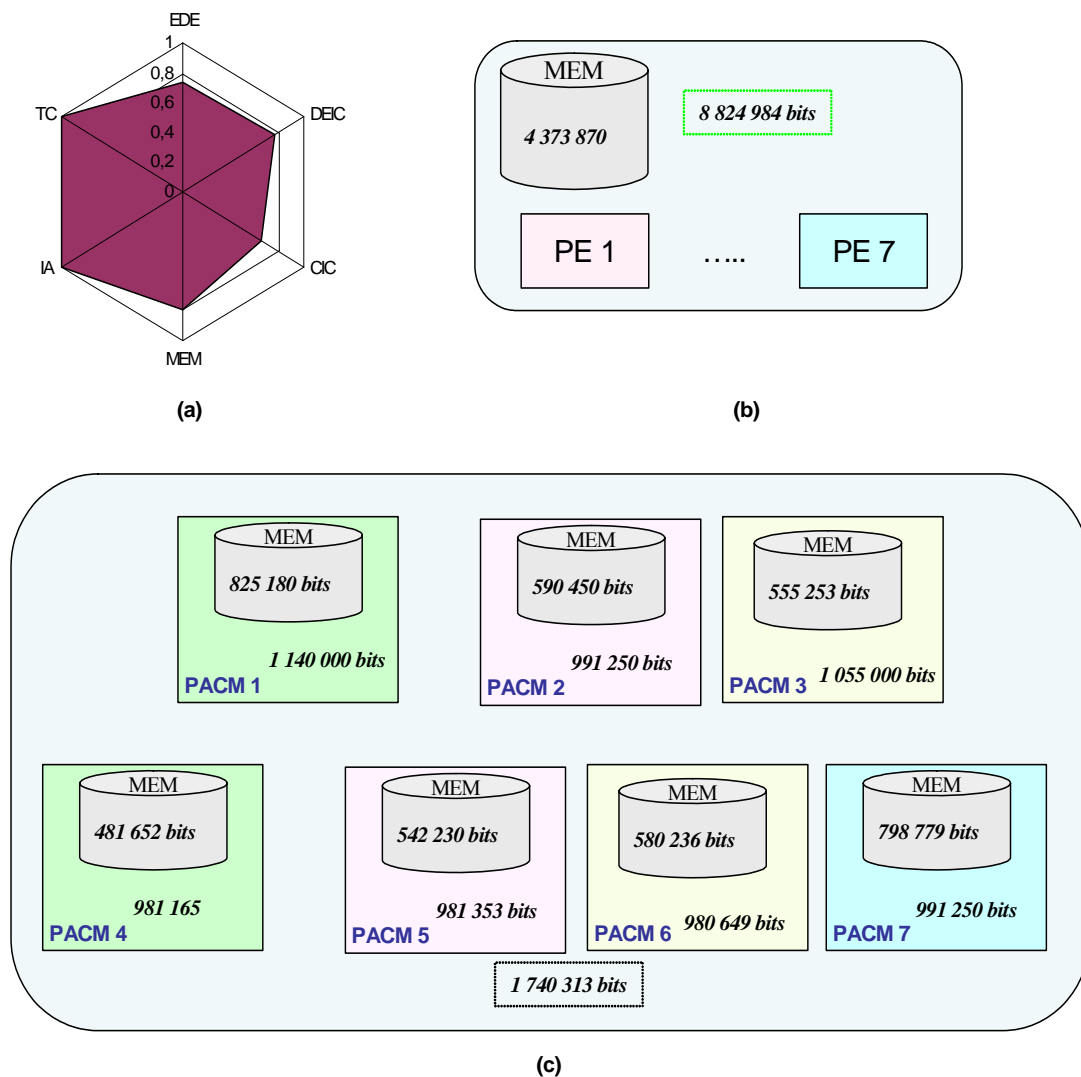 EDE
1
0,8
0,6
0,4
0,2
0
TC
DEIC
IA
CIC
MEM
(a)
MEM
4 373 870
8 824 984 bits
PE 1
.....
PE 7
(b)
MEM
825 180 bits
1 140 000 bits
PACM 1
MEM
590 450 bits
991 250 bits
PACM 2
MEM
555 253 bits
1 055 000 bits
PACM 3
MEM
481 652 bits
981 165
PACM 4
MEM
542 230 bits
981 353 bits
PACM 5
MEM
580 236 bits
980 649 bits
PACM 6
MEM
798 779 bits
991 250 bits
PACM 7
1 740 313 bits
(c)